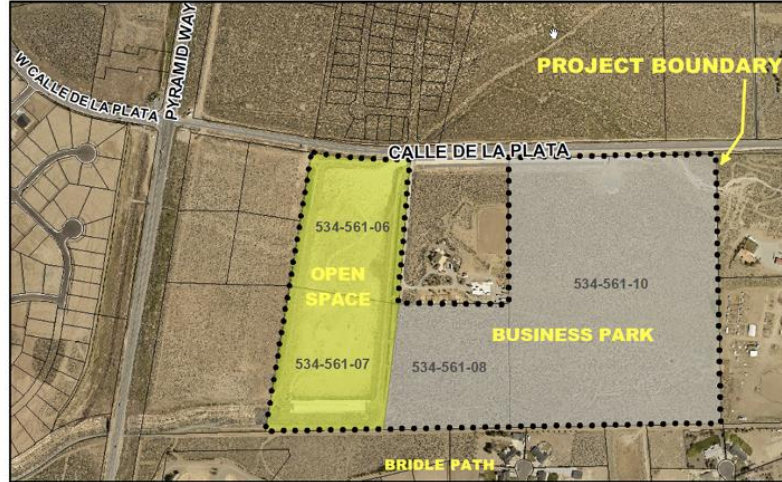 W CALLE DE LA PLATA
PYRAMID WAY
PROJECT BOUNDARY
CALLE DE LA PLATA
534-561-06
OPEN
SPACE
534-561-10
BUSINESS PARK
534-561-07
534-561-08
BRIDLE PATH